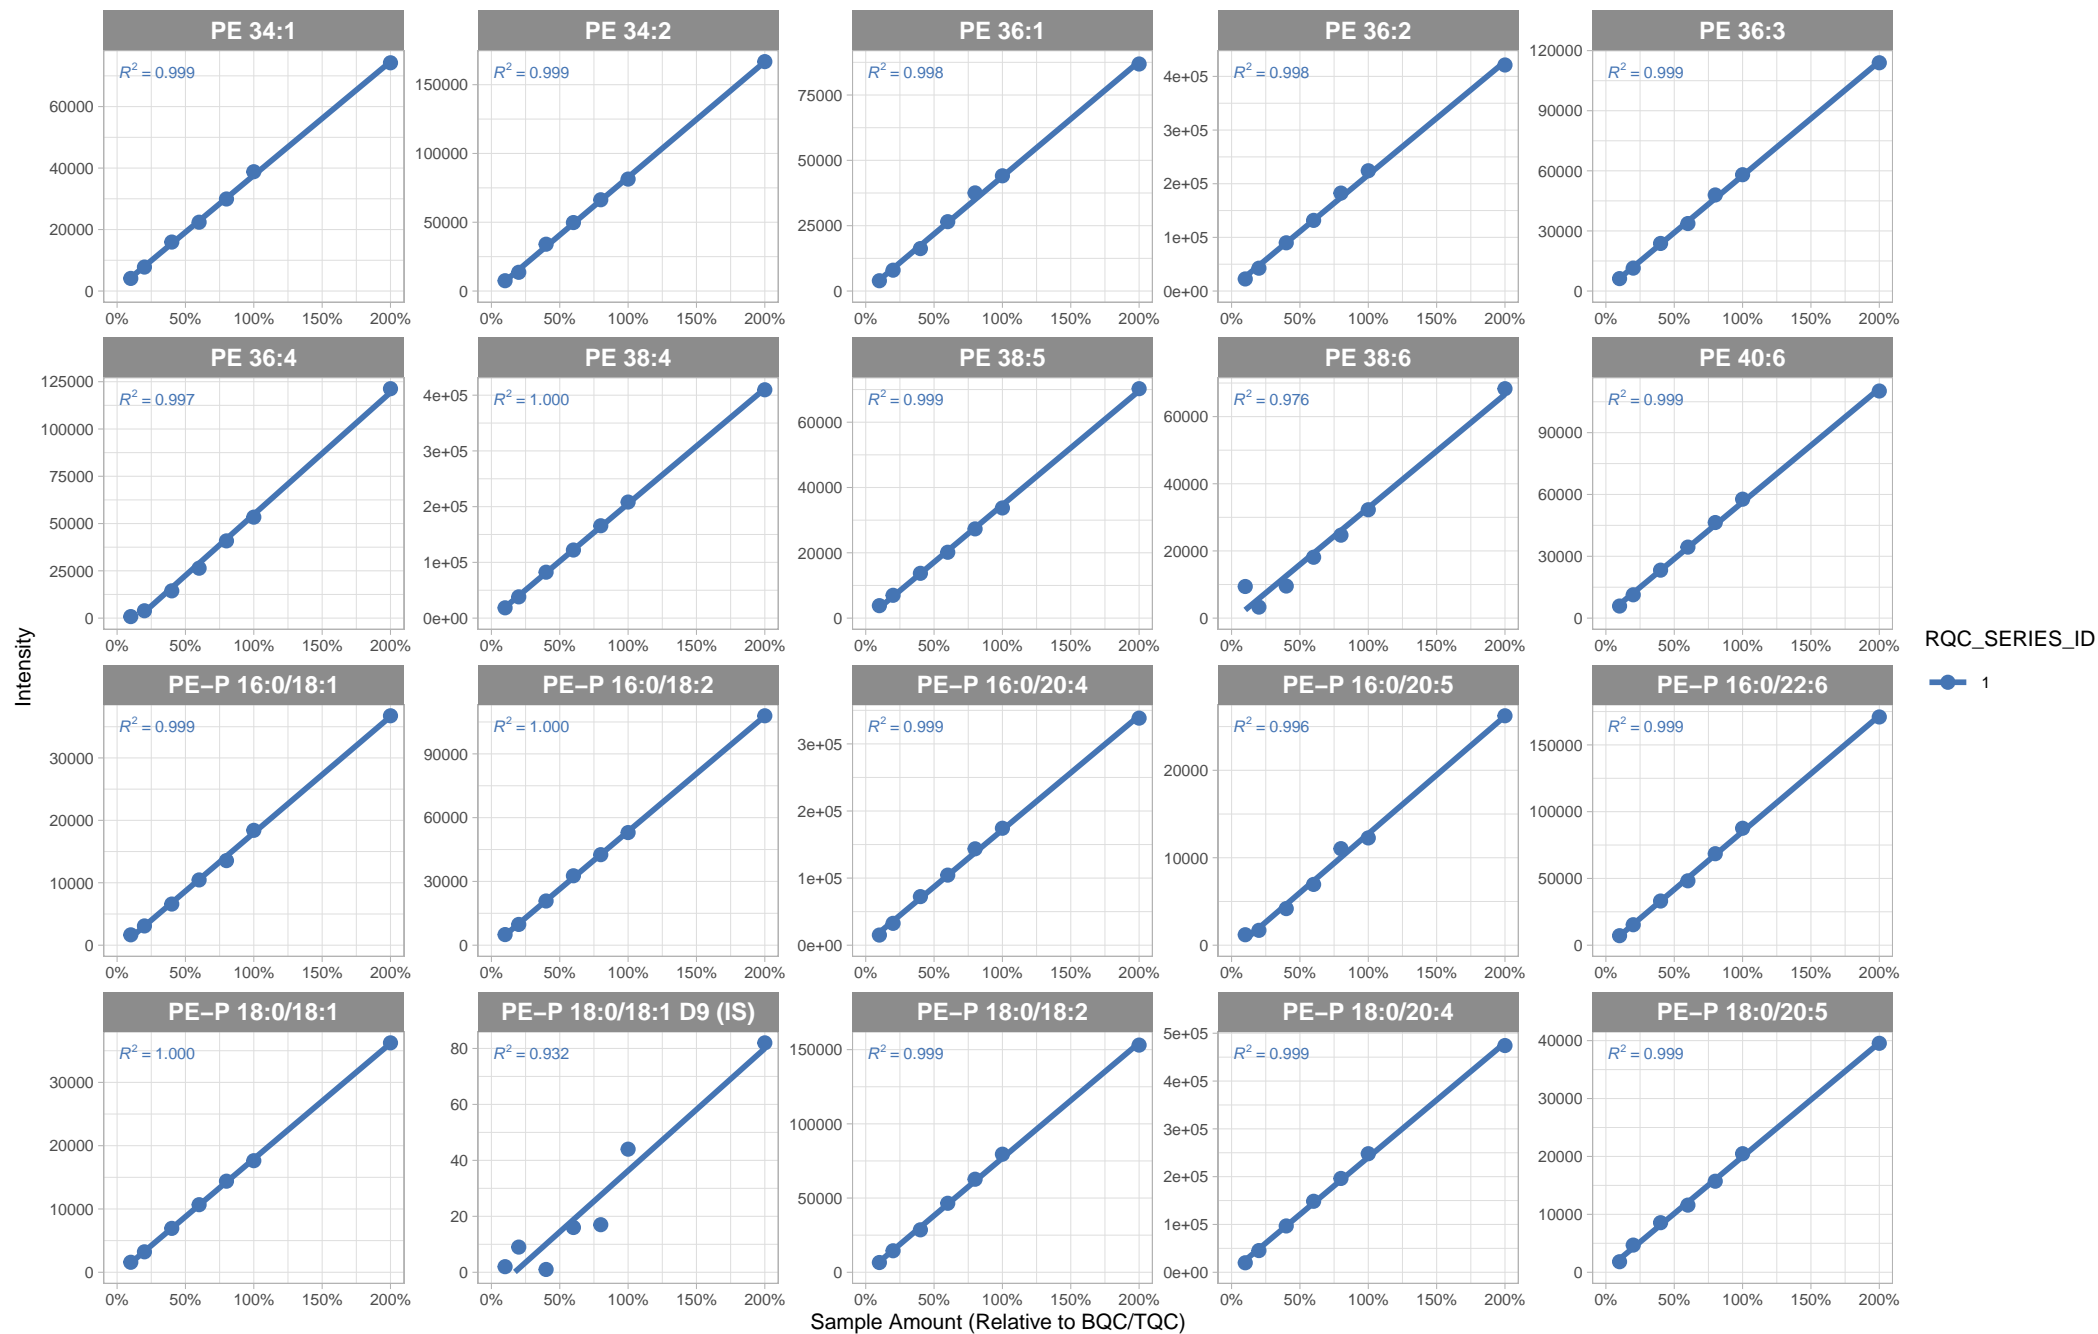 PE 34:1 PE 34:2 PE 36:1 PE 36:2 PE 36:3
R² = 0.999 R² = 0.999 R² = 0.998 R² = 0.998 R² = 0.999
60000 40000 20000 0
150000 100000 50000 0
75000 50000 25000 0
4e+05 3e+05 2e+05 1e+05 0e+00
120000 90000 60000 30000 0
0% 50% 100% 150% 200% 0% 50% 100% 150% 200% 0% 50% 100% 150% 200% 0% 50% 100% 150% 200% 0% 50% 100% 150% 200%
PE 36:4 PE 38:4 PE 38:5 PE 38:6 PE 40:6
R² = 0.997 R² = 1.000 R² = 0.999 R² = 0.976 R² = 0.999
125000 100000 75000 50000 25000 0
4e+05 3e+05 2e+05 1e+05 0e+00
60000 40000 20000 0
60000 40000 20000 0
90000 60000 30000 0
0% 50% 100% 150% 200% 0% 50% 100% 150% 200% 0% 50% 100% 150% 200% 0% 50% 100% 150% 200% 0% 50% 100% 150% 200%
PE−P 16:0/18:1 PE−P 16:0/18:2 PE−P 16:0/20:4 PE−P 16:0/20:5 PE−P 16:0/22:6
R² = 0.999 R² = 1.000 R² = 0.999 R² = 0.996 R² = 0.999
30000 20000 10000 0
90000 60000 30000 0
3e+05 2e+05 1e+05 0e+00
20000 10000 0
150000 100000 50000 0
0% 50% 100% 150% 200% 0% 50% 100% 150% 200% 0% 50% 100% 150% 200% 0% 50% 100% 150% 200% 0% 50% 100% 150% 200%
PE−P 18:0/18:1 PE−P 18:0/18:1 D9 (IS) PE−P 18:0/18:2 PE−P 18:0/20:4 PE−P 18:0/20:5
R² = 1.000 R² = 0.932 R² = 0.999 R² = 0.999 R² = 0.999
30000 20000 10000 0
80 60 40 20 0
150000 100000 50000 0
5e+05 4e+05 3e+05 2e+05 1e+05 0e+00
40000 30000 20000 10000 0
0% 50% 100% 150% 200% 0% 50% 100% 150% 200% 0% 50% 100% 150% 200% 0% 50% 100% 150% 200% 0% 50% 100% 150% 200%
Sample Amount (Relative to BQC/TQC)
Intensity
RQC_SERIES_ID
1